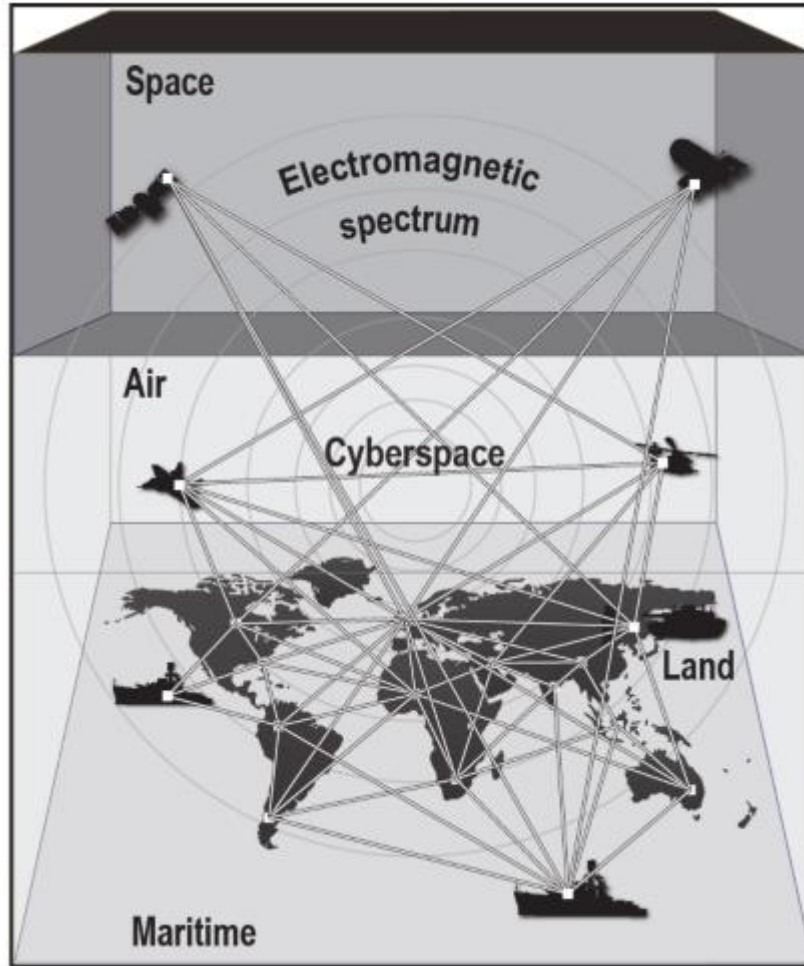 Space
Electromagnetic
spectrum
Air
Cyberspace
Land
Maritime